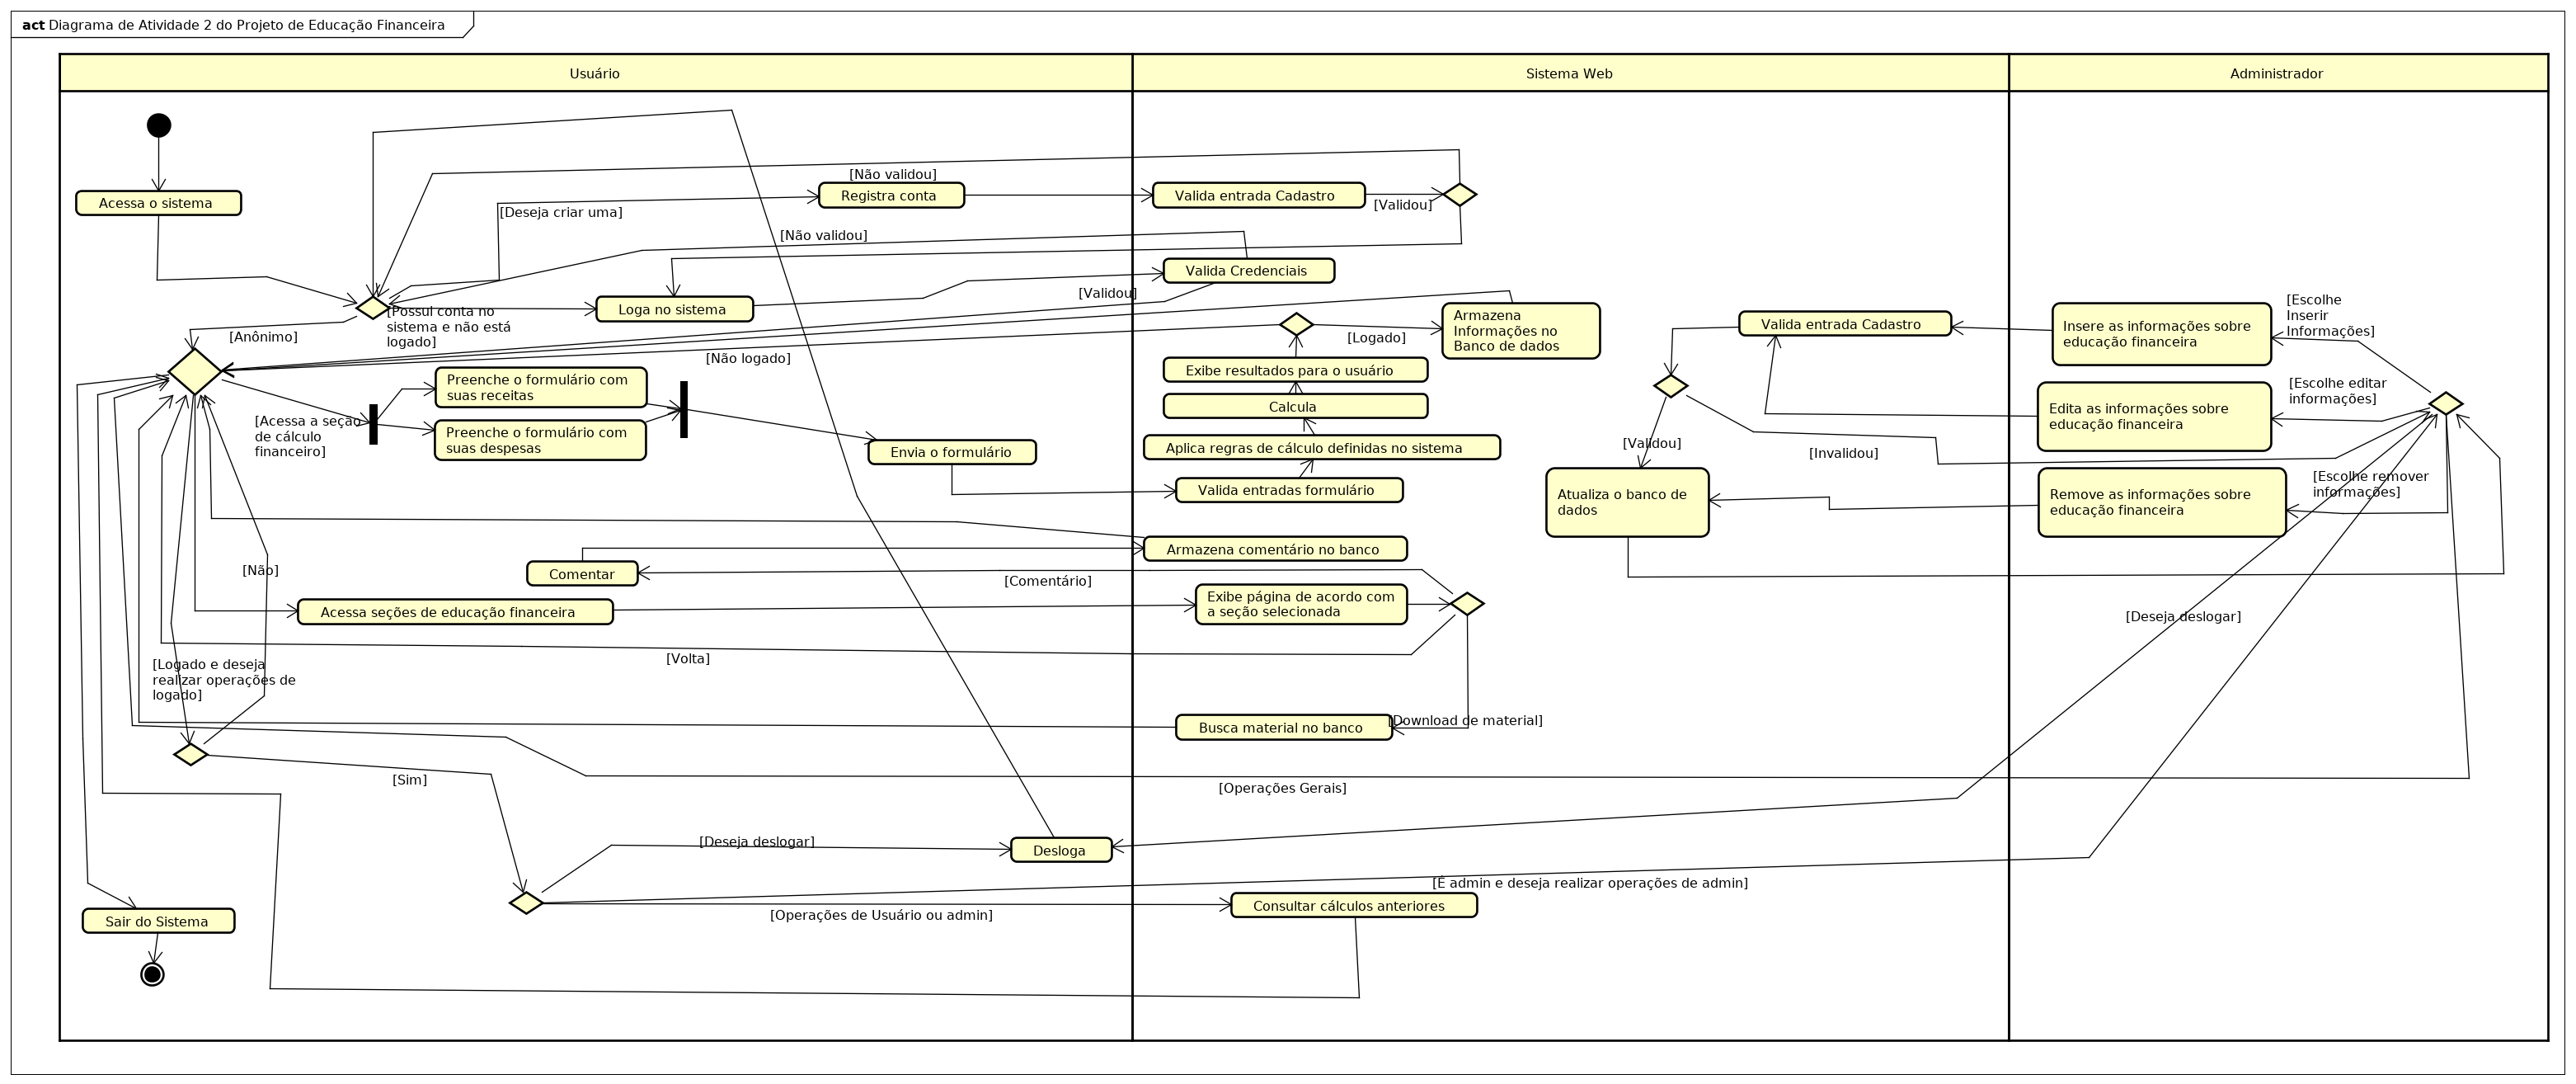 act Diagrama de Atividade 2 do Projeto de Educação Financeira
Usuário
Sistema Web
Administrador
Acessa o sistema
[Não validou]
Registra conta
Valida entrada Cadastro
[Validou]
[Deseja criar uma]
[Não validou]
Valida Credenciais
[Validou]
Loga no sistema
[Possui conta no
sistema e não está
logado]
[Anônimo]
[Não logado]
[Logado]
Armazena
Informações no
Banco de dados
Valida entrada Cadastro
Insere as informações sobre
educação financeira
[Escolhe
Inserir
Informações]
Preenche o formulário com
suas receitas
Preenche o formulário com
suas despesas
[Acessa a seção
de cálculo
financeiro]
Envia o formulário
Exibe resultados para o usuário
Calcula
Aplica regras de cálculo definidas no sistema
Valida entradas formulário
[Validou]
[Invalidou]
Edita as informações sobre
educação financeira
[Escolhe editar
informações]
Atualiza o banco de
dados
Remove as informações sobre
educação financeira
[Escolhe remover
informações]
Armazena comentário no banco
Comentar
[Comentário]
[Não]
Acessa seções de educação financeira
Exibe página de acordo com
a seção selecionada
[Deseja deslogar]
[Volta]
[Logado e deseja
realizar operações de
logado]
Busca material no banco
[Download de material]
[Sim]
[Operações Gerais]
[Deseja deslogar]
Desloga
[É admin e deseja realizar operações de admin]
[Operações de Usuário ou admin]
Consultar cálculos anteriores
Sair do Sistema